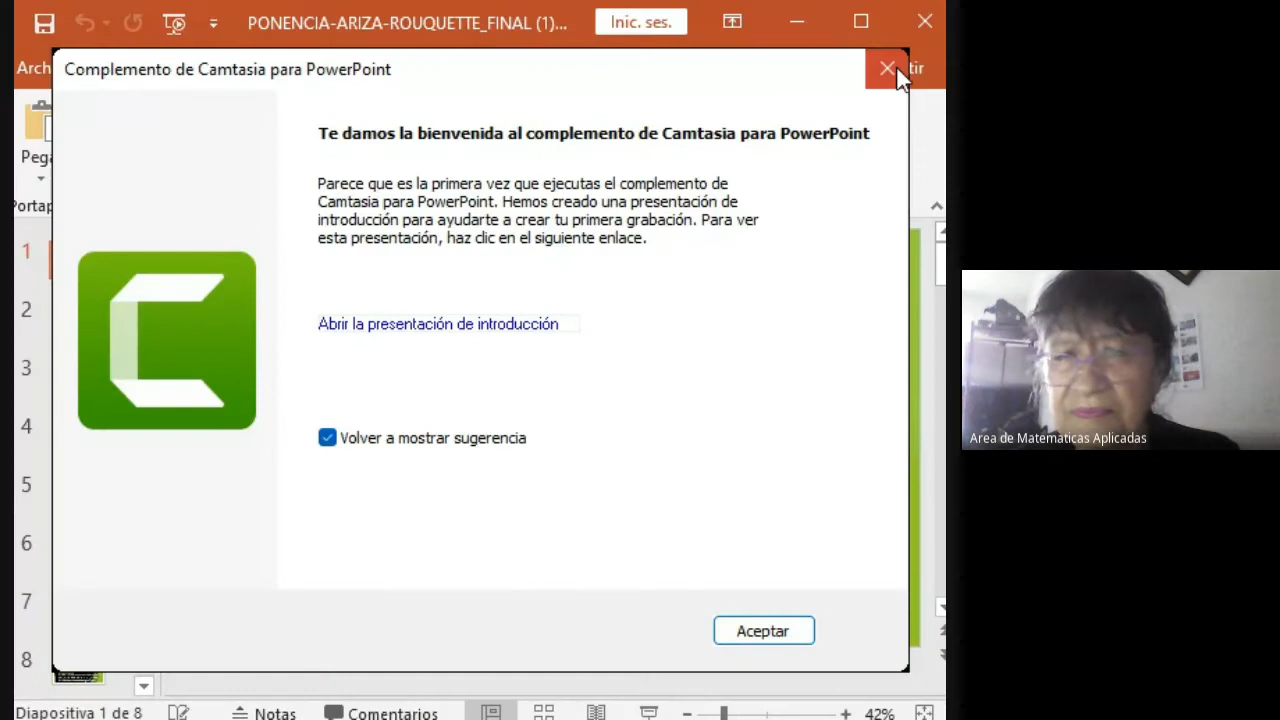 PONENCIA-ARIZA-ROUQUETTE_FINAL (1)...
Inic. ses.
Arch
tir
Complemento de Camtasia para PowerPoint
Te damos la bienvenida al complemento de Camtasia para PowerPoint
Pega
Parece que es la primera vez que ejecutas el complemento de
Camtasia para PowerPoint. Hemos creado una presentación de
introducción para ayudarte a crear tu primera grabación. Para ver
esta presentación, haz clic en el siguiente enlace.
Portap
1
2
3
4
5
6
7
8
Abrir la presentación de introducción
Volver a mostrar sugerencia
Aceptar
Area de Matematicas Aplicadas
Diapositiva 1 de 8
Notas
Comentarios
42%